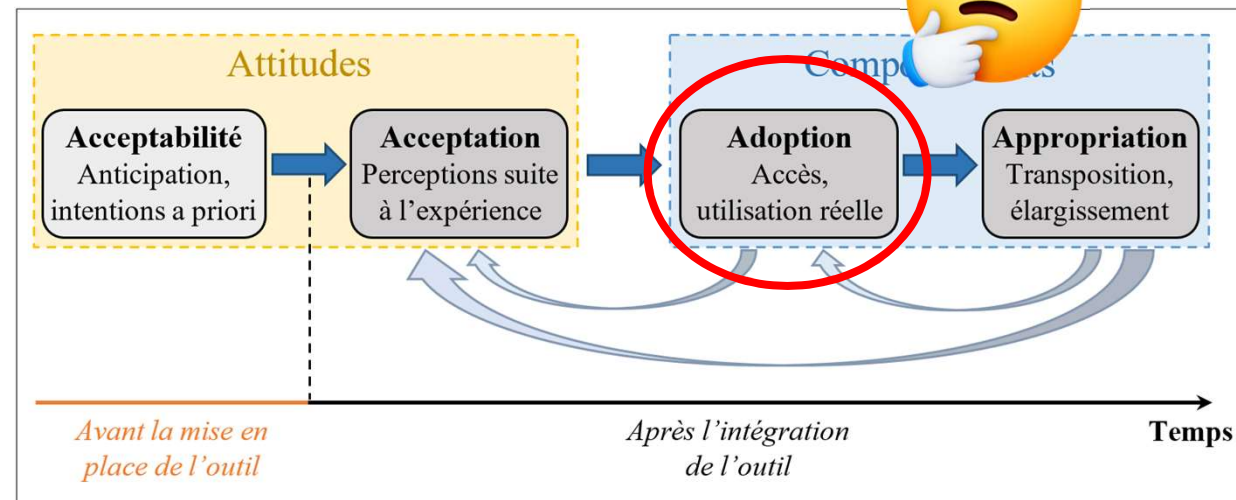 Attitudes
Acceptabilité
Anticipation,
intentions a priori
Acceptation
Perceptions suite
à l’expérience
Adoption
Accès,
utilisation réelle
Appropriation
Transposition,
élargissement
Avant la mise en
place de l’outil
Après l’intégration
de l’outil
Temps